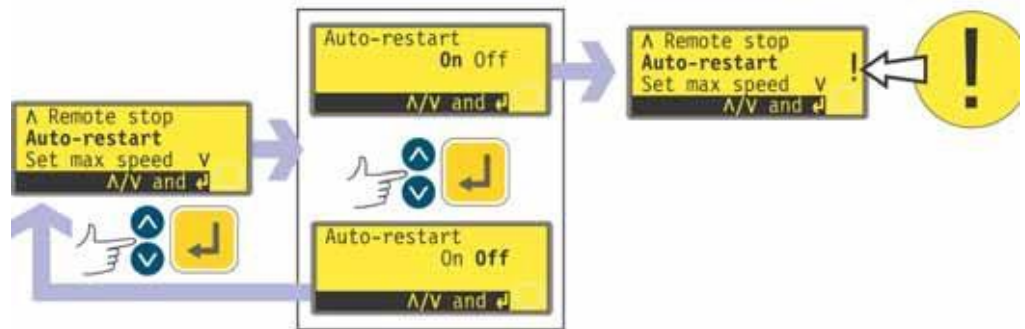 Λ Remote stop
Auto-restart
Set max speed V
Λ/V and ↵
Auto-restart
On Off
Λ/V and ↵
Auto-restart
On Off
Λ/V and ↵
Λ Remote stop
Auto-restart !
Set max speed V
Λ/V and ↵
!